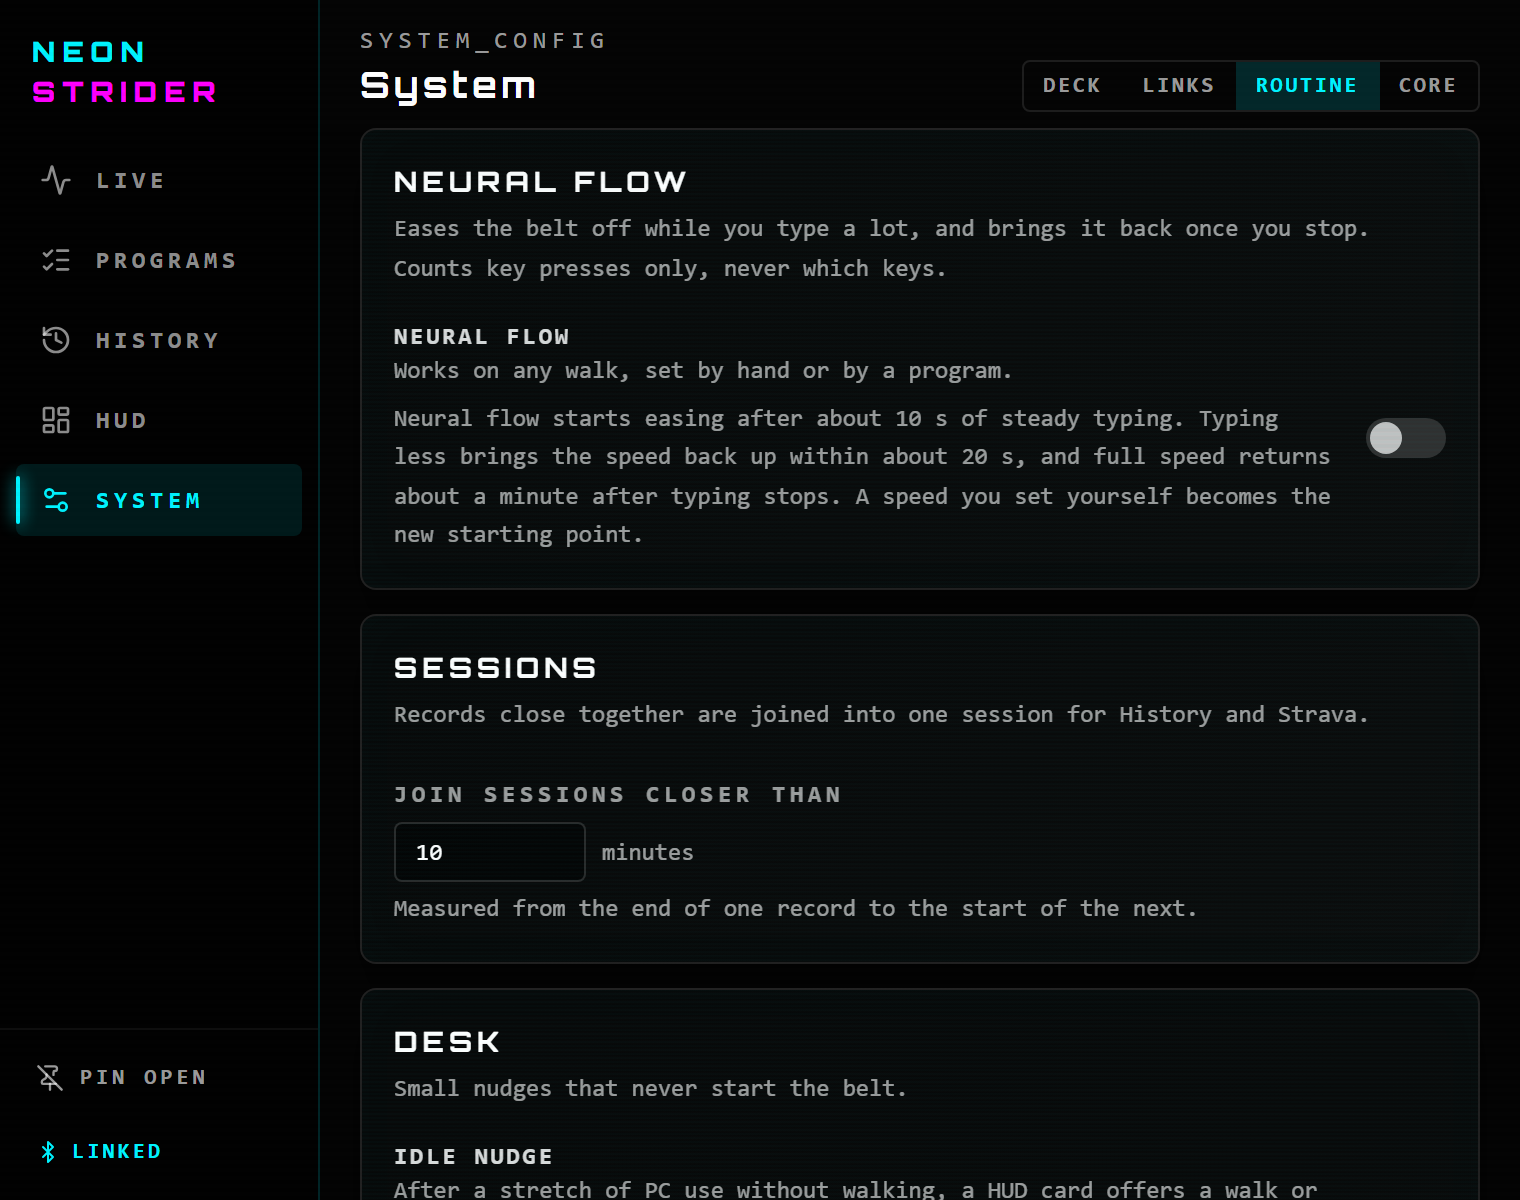 NEON
STRIDER
LIVE
PROGRAMS
HISTORY
HUD
SYSTEM
PIN OPEN
LINKED
SYSTEM_CONFIG
System
DECK LINKS ROUTINE CORE
NEURAL FLOW
Eases the belt off while you type a lot, and brings it back once you stop.
Counts key presses only, never which keys.
NEURAL FLOW
Works on any walk, set by hand or by a program.
Neural flow starts easing after about 10 s of steady typing. Typing
less brings the speed back up within about 20 s, and full speed returns
about a minute after typing stops. A speed you set yourself becomes the
new starting point.
SESSIONS
Records close together are joined into one session for History and Strava.
JOIN SESSIONS CLOSER THAN
10 minutes
Measured from the end of one record to the start of the next.
DESK
Small nudges that never start the belt.
IDLE NUDGE
After a stretch of PC use without walking, a HUD card offers a walk or